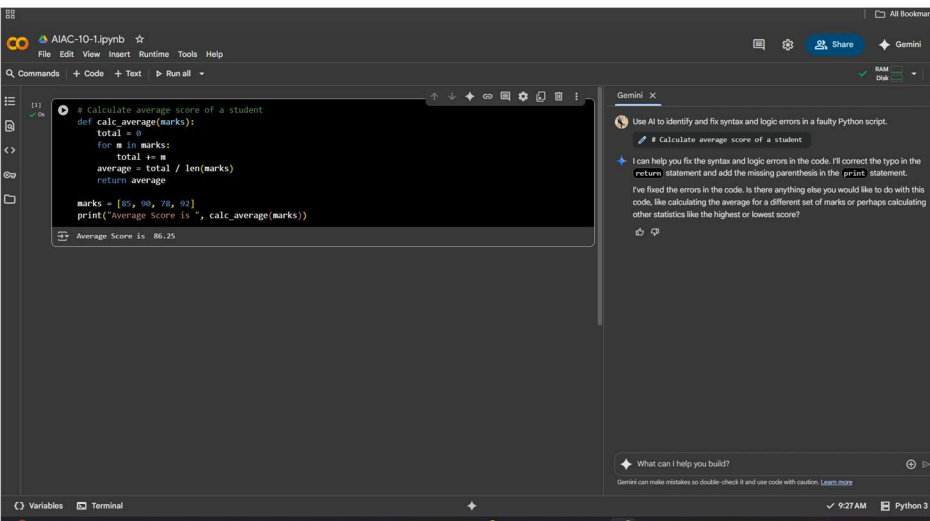 All Bookmar
AIAC-10-1.ipynb
File Edit View Insert Runtime Tools Help
Share
Gemini
Commands + Code + Text Run all
RAM
Disk
[1]
0s
# Calculate average score of a student
def calc_average(marks):
    total = 0
    for m in marks:
        total += m
    average = total / len(marks)
    return average
marks = [85, 90, 78, 92]
print("Average Score is ", calc_average(marks))
Average Score is  86.25
Gemini
Use AI to identify and fix syntax and logic errors in a faulty Python script.
# Calculate average score of a student
I can help you fix the syntax and logic errors in the code. I'll correct the typo in the
return statement and add the missing parenthesis in the print statement.
I've fixed the errors in the code. Is there anything else you would like to do with this
code, like calculating the average for a different set of marks or perhaps calculating
other statistics like the highest or lowest score?
What can I help you build?
Gemini can make mistakes so double-check it and use code with caution. Learn more
Variables Terminal
9:27 AM Python 3